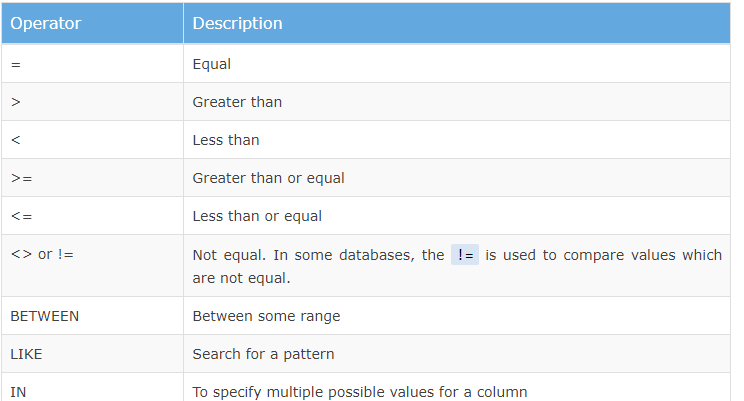 Operator Description
= Equal
> Greater than
< Less than
>= Greater than or equal
<= Less than or equal
<> or != Not equal. In some databases, the != is used to compare values which
are not equal.
BETWEEN Between some range
LIKE Search for a pattern
IN To specify multiple possible values for a column